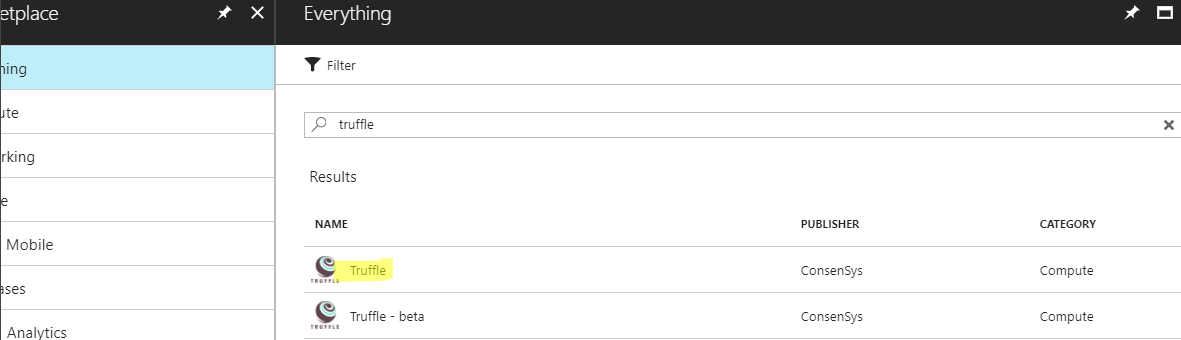 etplace
Everything
ning
Filter
ute
truffle
rking
Results
e
NAME PUBLISHER CATEGORY
Mobile
TRUFFLE Truffle ConsenSys Compute
ases
TRUFFLE Truffle - beta ConsenSys Compute
Analytics